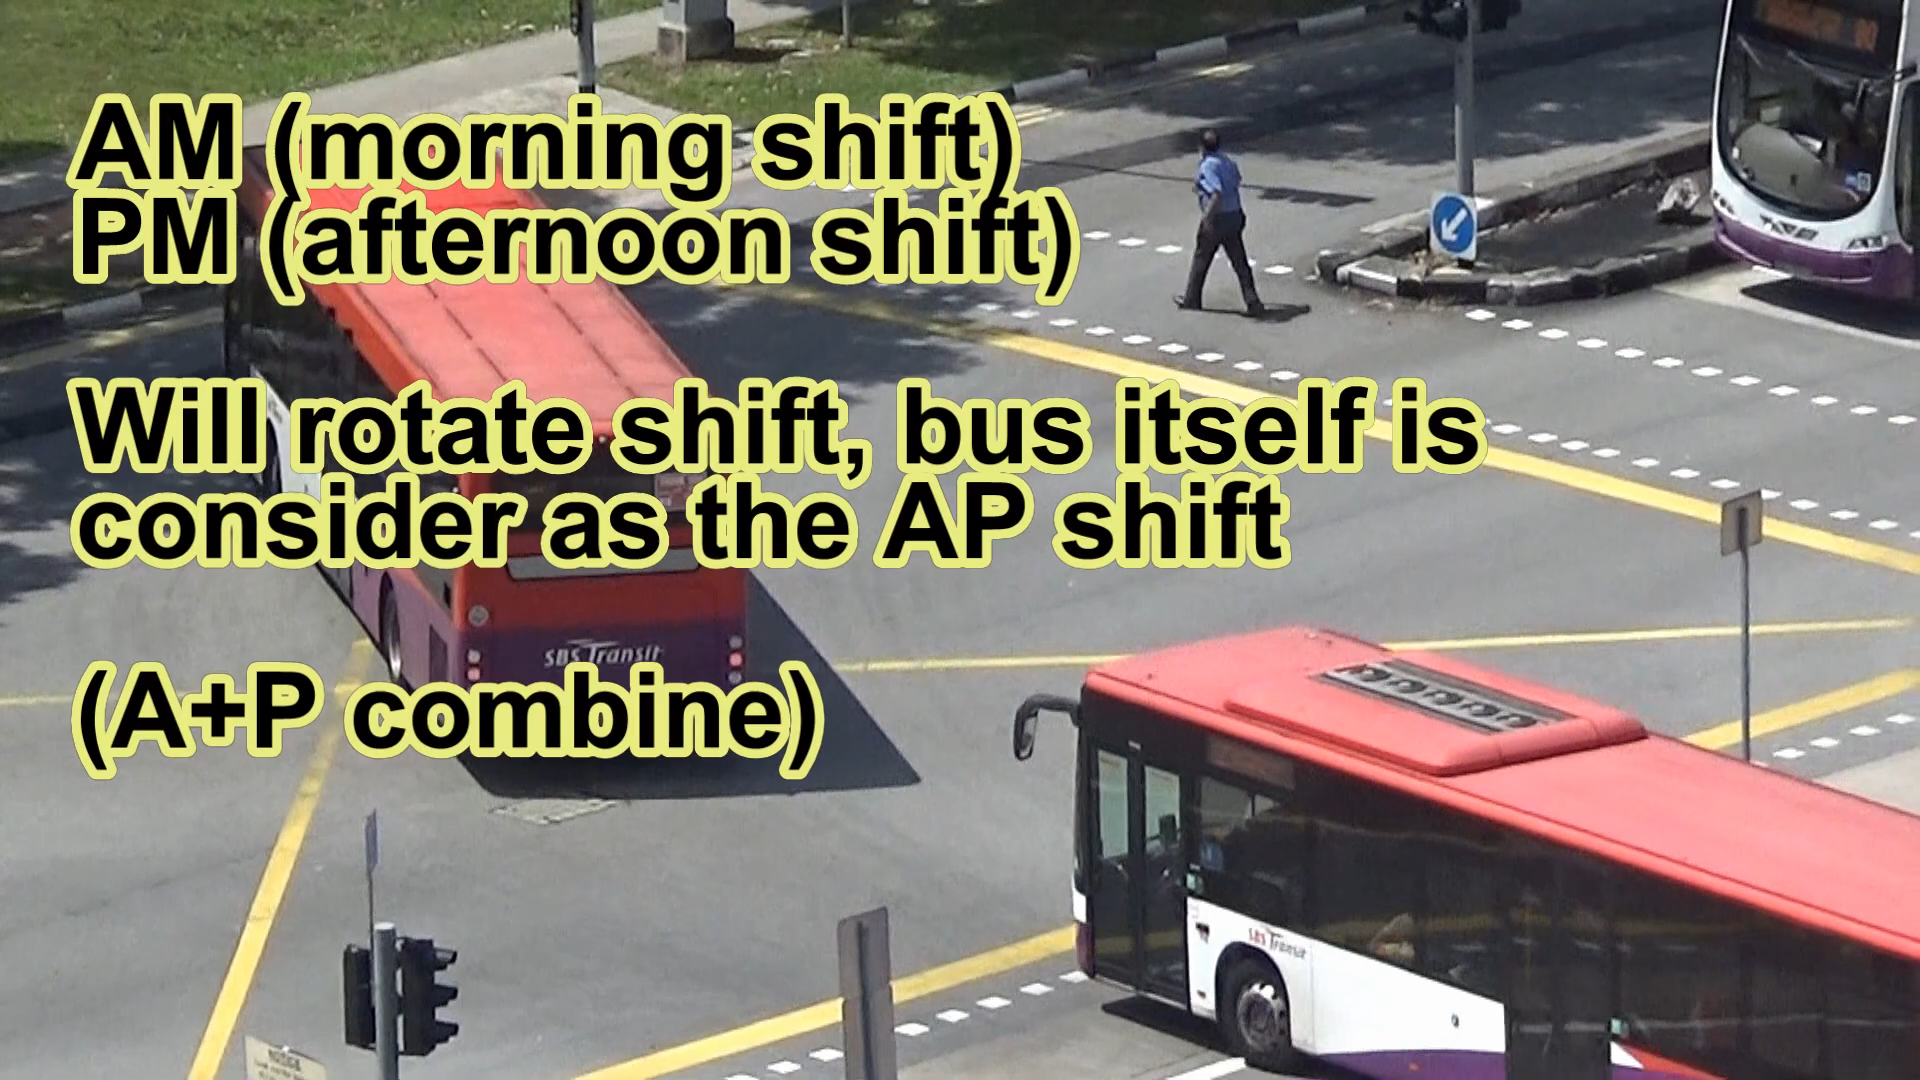 AM (morning shift)
PM (afternoon shift)
Will rotate shift, bus itself is
consider as the AP shift
(A+P combine)
SBS Transit
SBS Transit